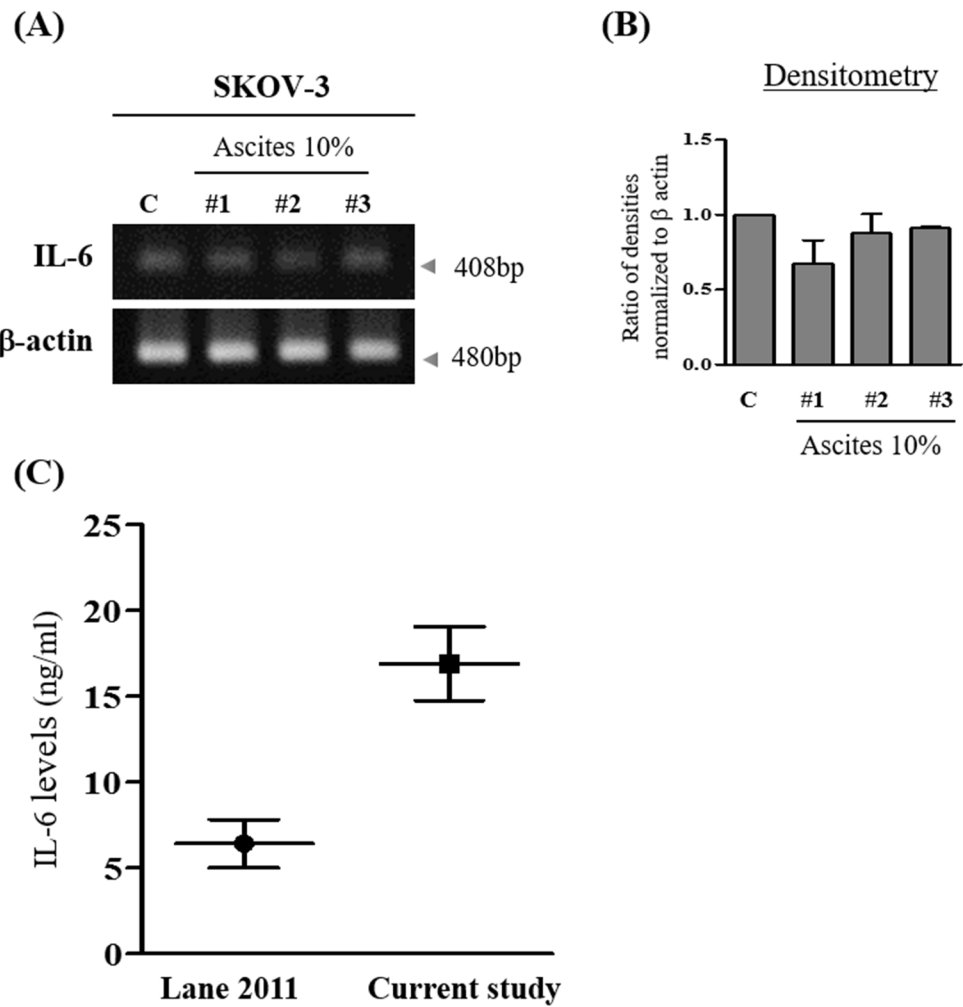 (A)
SKOV-3
Ascites 10%
C #1 #2 #3
IL-6
408bp
β-actin
480bp
(B)
Densitometry
Ratio of densities
normalized to β actin
1.5
1.0
0.5
0.0
C #1 #2 #3
Ascites 10%
(C)
IL-6 levels (ng/ml)
25
20
15
10
5
0
Lane 2011 Current study